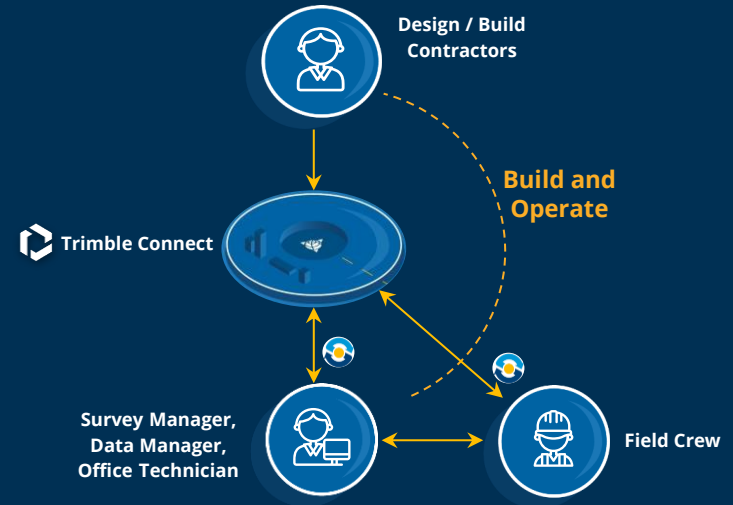 Design / Build
Contractors
Build and
Operate
Trimble Connect
Survey Manager,
Data Manager,
Office Technician
Field Crew